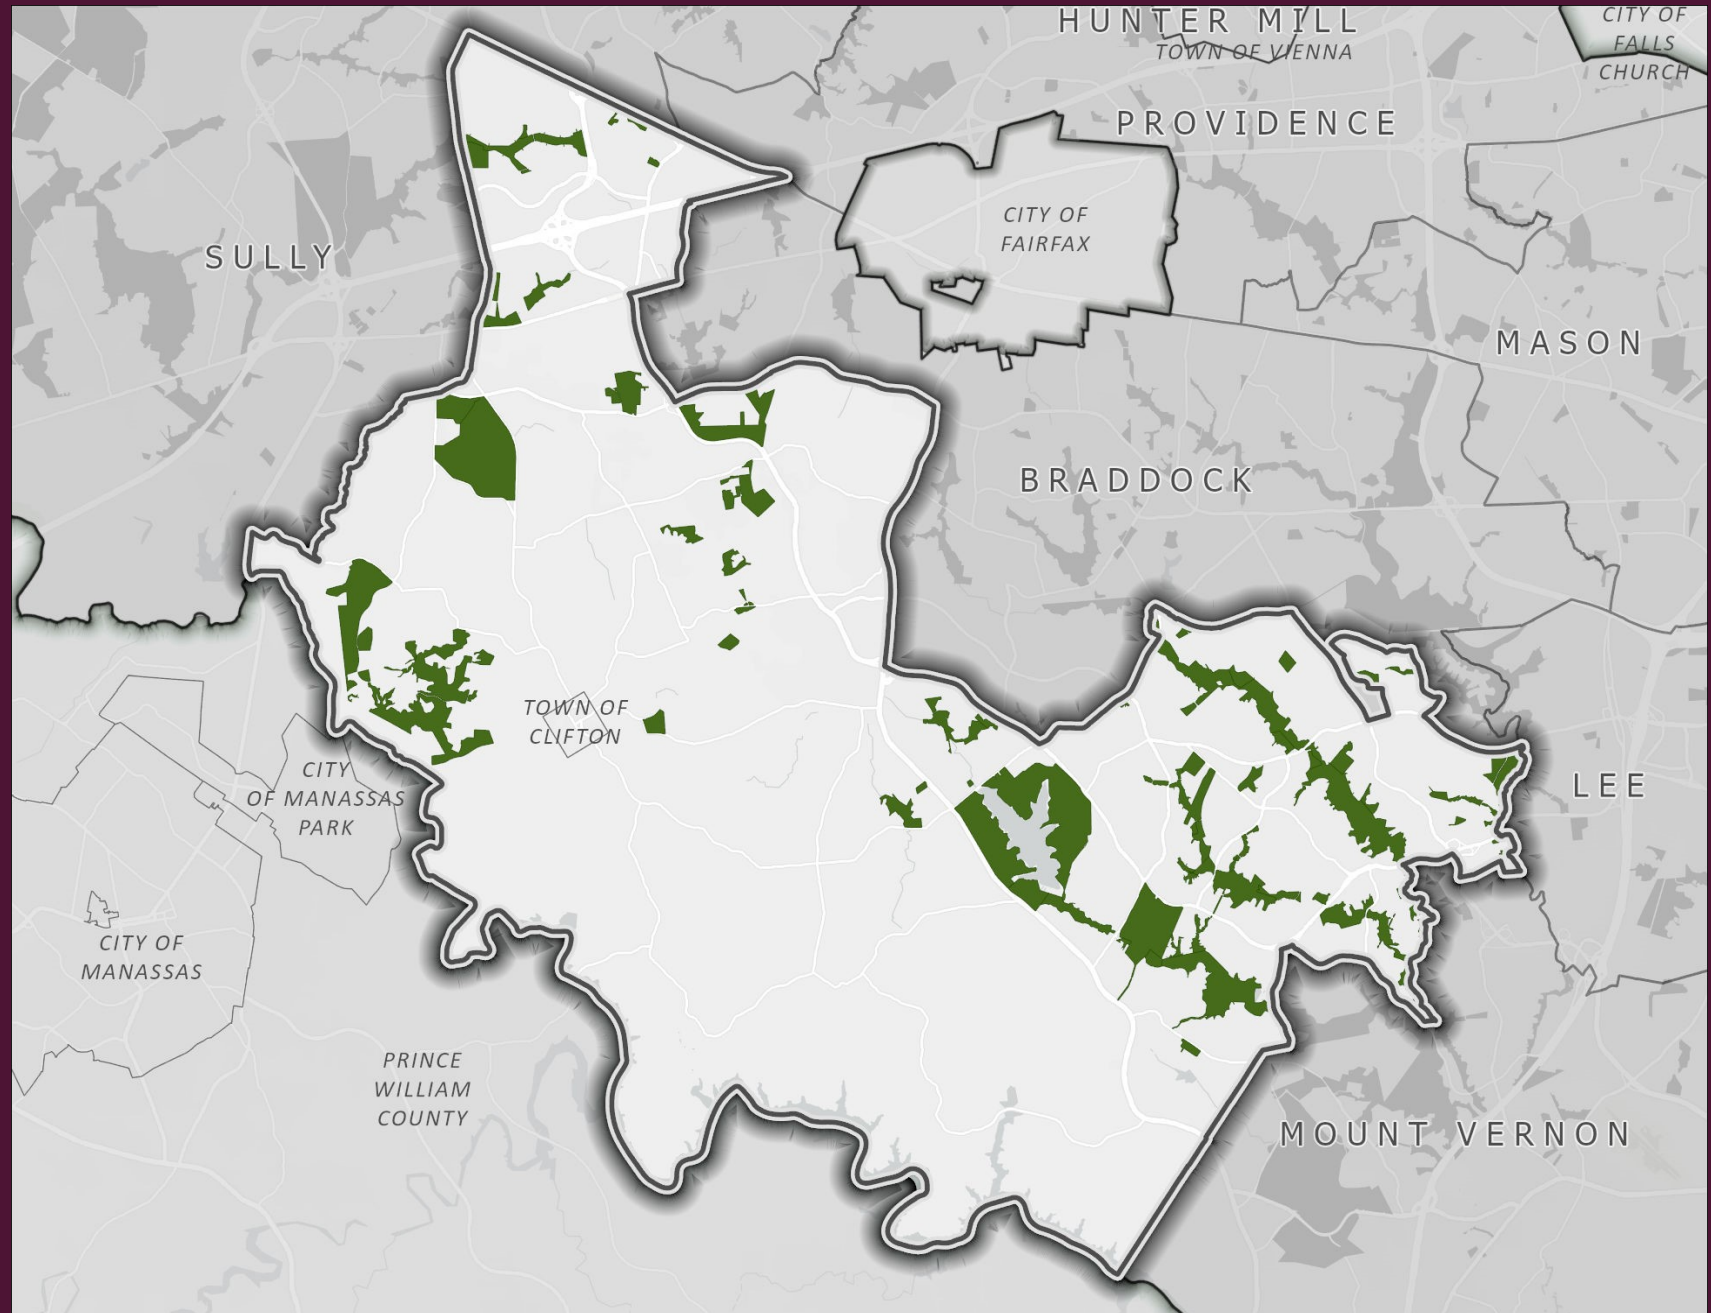 HUNTER MILL
TOWN OF VIENNA
CITY OF
FALLS
CHURCH
PROVIDENCE
CITY OF
FAIRFAX
SULLY
MASON
BRADDOCK
TOWN OF
CLIFTON
CITY
OF MANASSAS
PARK
LEE
CITY OF
MANASSAS
PRINCE
WILLIAM
COUNTY
MOUNT VERNON